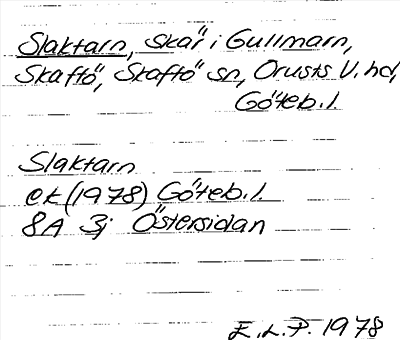 Slaktarn, skär i Gullmarn,
Skaftö, Skaftö sn, Orusts V. hd,
Göteb. l.
Slaktarn
ek (1978) Göteb. l.
8A 3j Östersidan
E.L.P. 1978